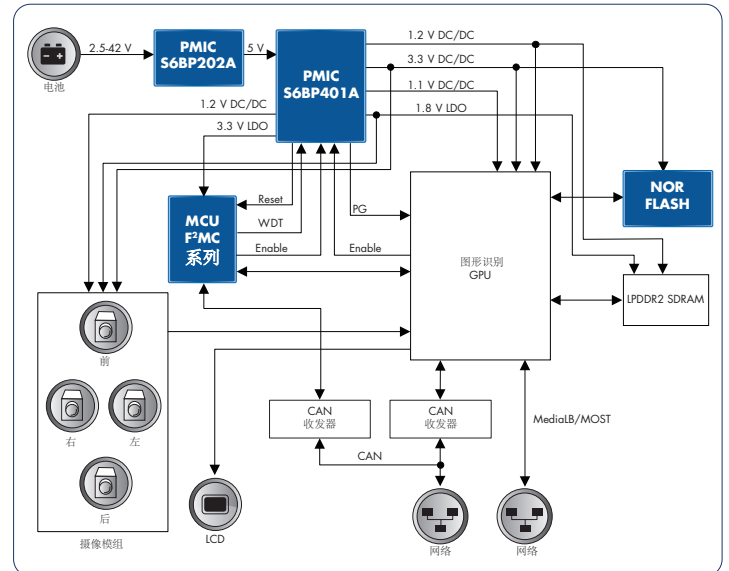 电池
2.5-42 V
PMIC
S6BP202A
5 V
PMIC
S6BP401A
1.2 V DC/DC
3.3 V DC/DC
1.1 V DC/DC
1.8 V LDO
1.2 V DC/DC
3.3 V LDO
MCU
F²MC
系列
Reset
WDT
Enable
PG
Enable
图形识别
GPU
NOR
FLASH
LPDDR2 SDRAM
前
右
左
后
摄像模组
LCD
CAN
收发器
CAN
收发器
CAN
MediaLB/MOST
网络
网络